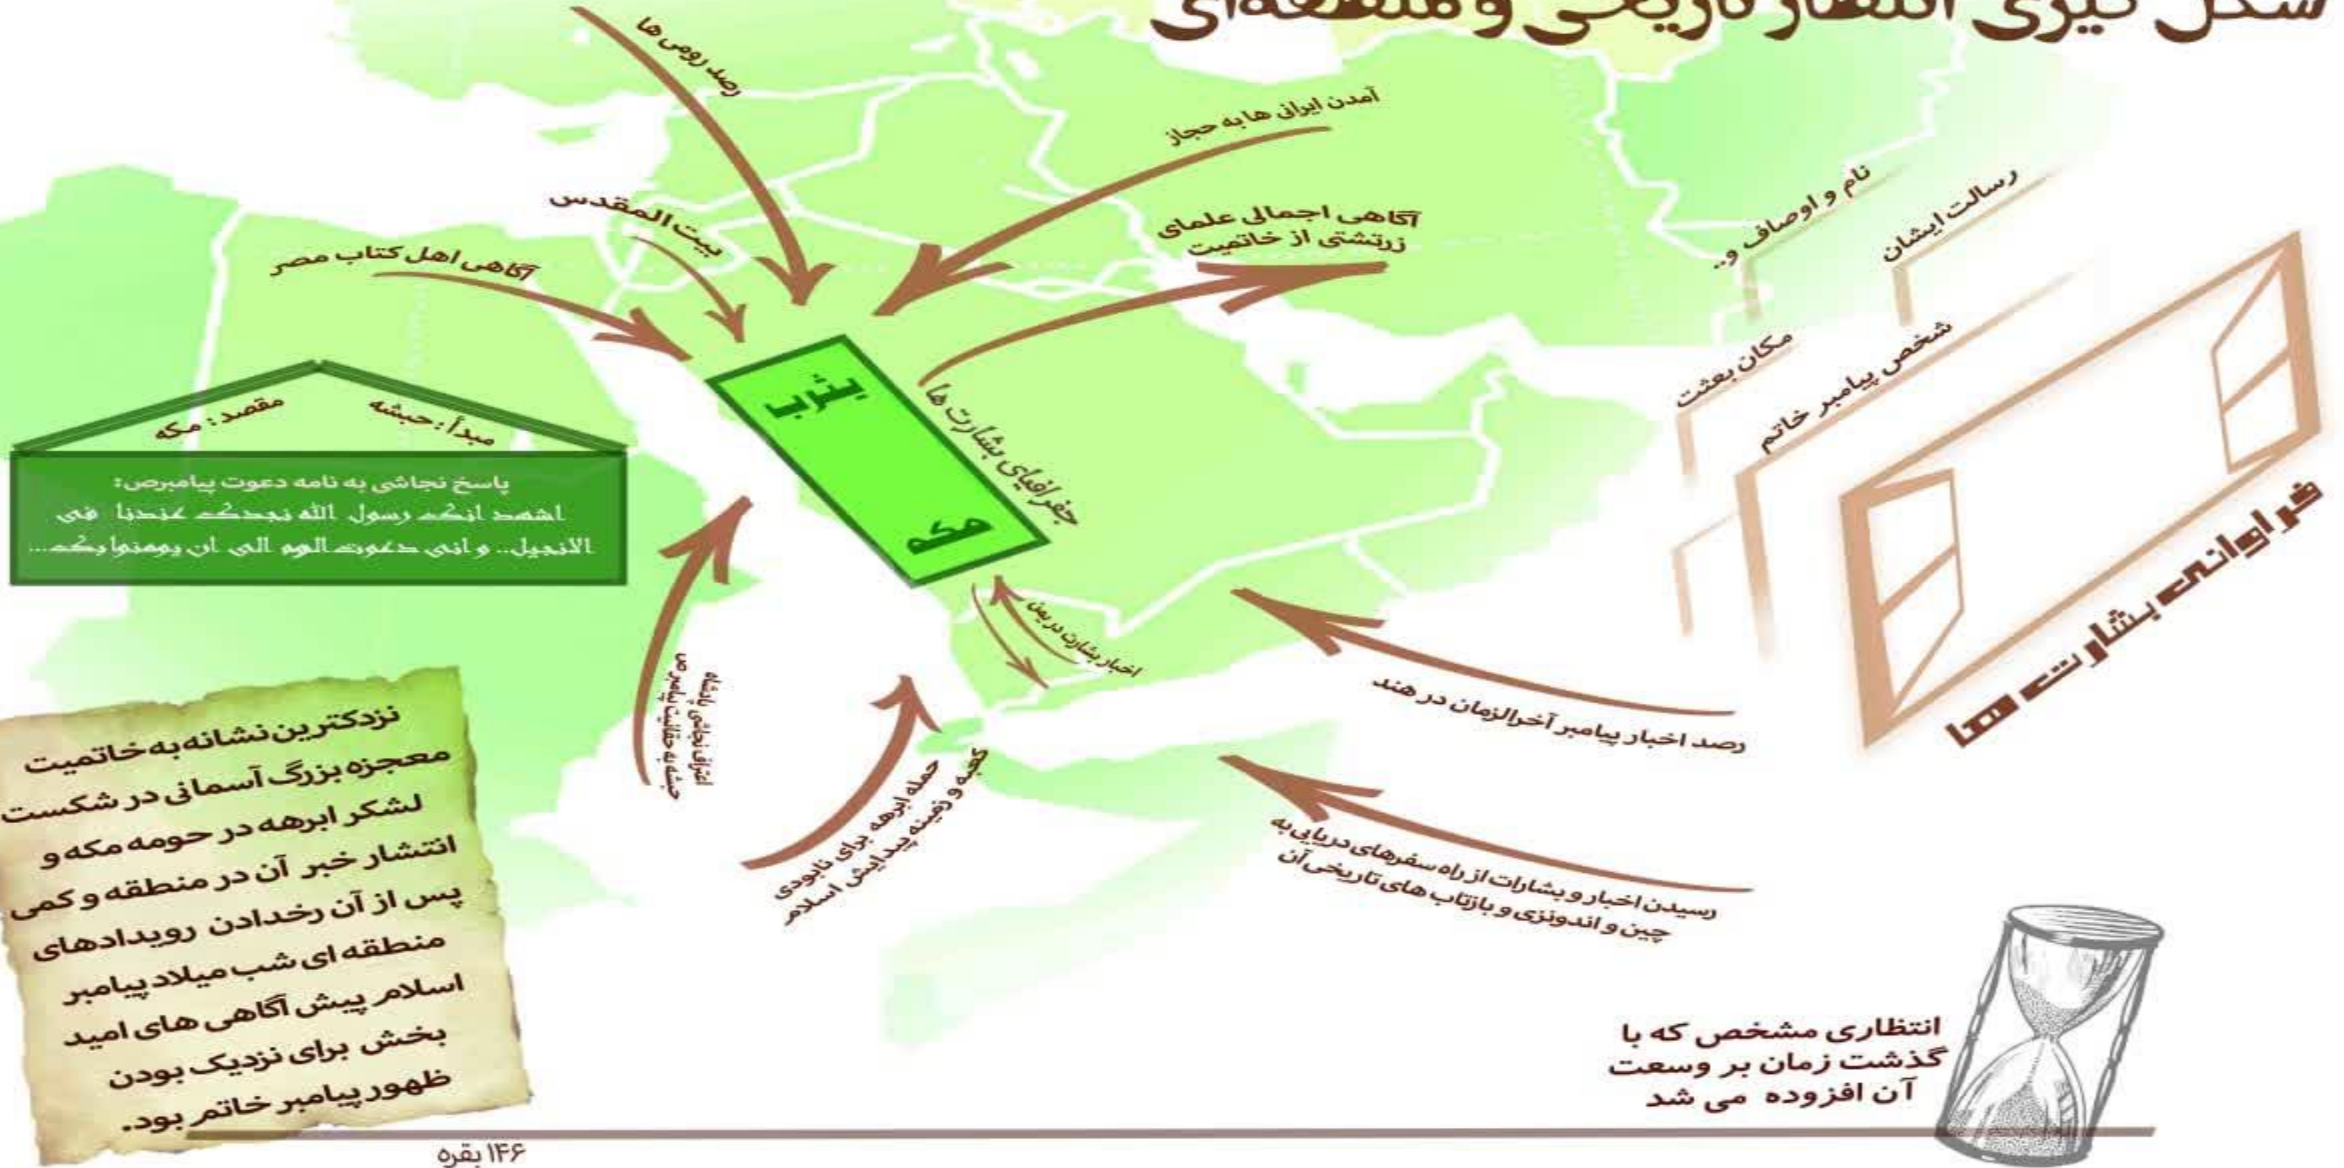 شکل گیری انتظار تاریخی و منطقه‌ای
رصد رومی ها
آمدن ایرانی ها به حجاز
آگاهی اجمالی علمای
زرتشتی از خاتمیت
بیت المقدس
آگاهی اهل کتاب مصر
نام و اوصاف و..
رسالت ایشان
مکان بعثت
شخص پیامبر خاتم
فراوانی بشارت ها
یثرب
مکه
جغرافیای بشارت ها
مبدأ: حبشه
مقصد: مکه
پاسخ نجاشی به نامه دعوت پیامبرص:
اشهد انک رسول الله نجدک عندنا فی
الانجیل.. و انی دعوت الروم الی ان یومنوا بک...
اخبار بشارت در یمن
اعتراف نجاشی پادشاه
حبشه به حقانیت پیامبر ص
حمله ابرهه برای نابودی
کعبه و زمینه پیدایش اسلام
رصد اخبار پیامبر آخرالزمان در هند
رسیدن اخبار و بشارات از راه سفرهای دریایی به
چین و اندونزی و بازتاب های تاریخی آن
نزدکترین نشانه به خاتمیت
معجزه بزرگ آسمانی در شکست
لشکر ابرهه در حومه مکه و
انتشار خبر آن در منطقه و کمی
پس از آن رخدادن رویدادهای
منطقه ای شب میلاد پیامبر
اسلام پیش آگاهی های امید
بخش برای نزدیک بودن
ظهور پیامبر خاتم بود.
انتظاری مشخص که با
گذشت زمان بر وسعت
آن افزوده می شد
۱۴۶ بقره